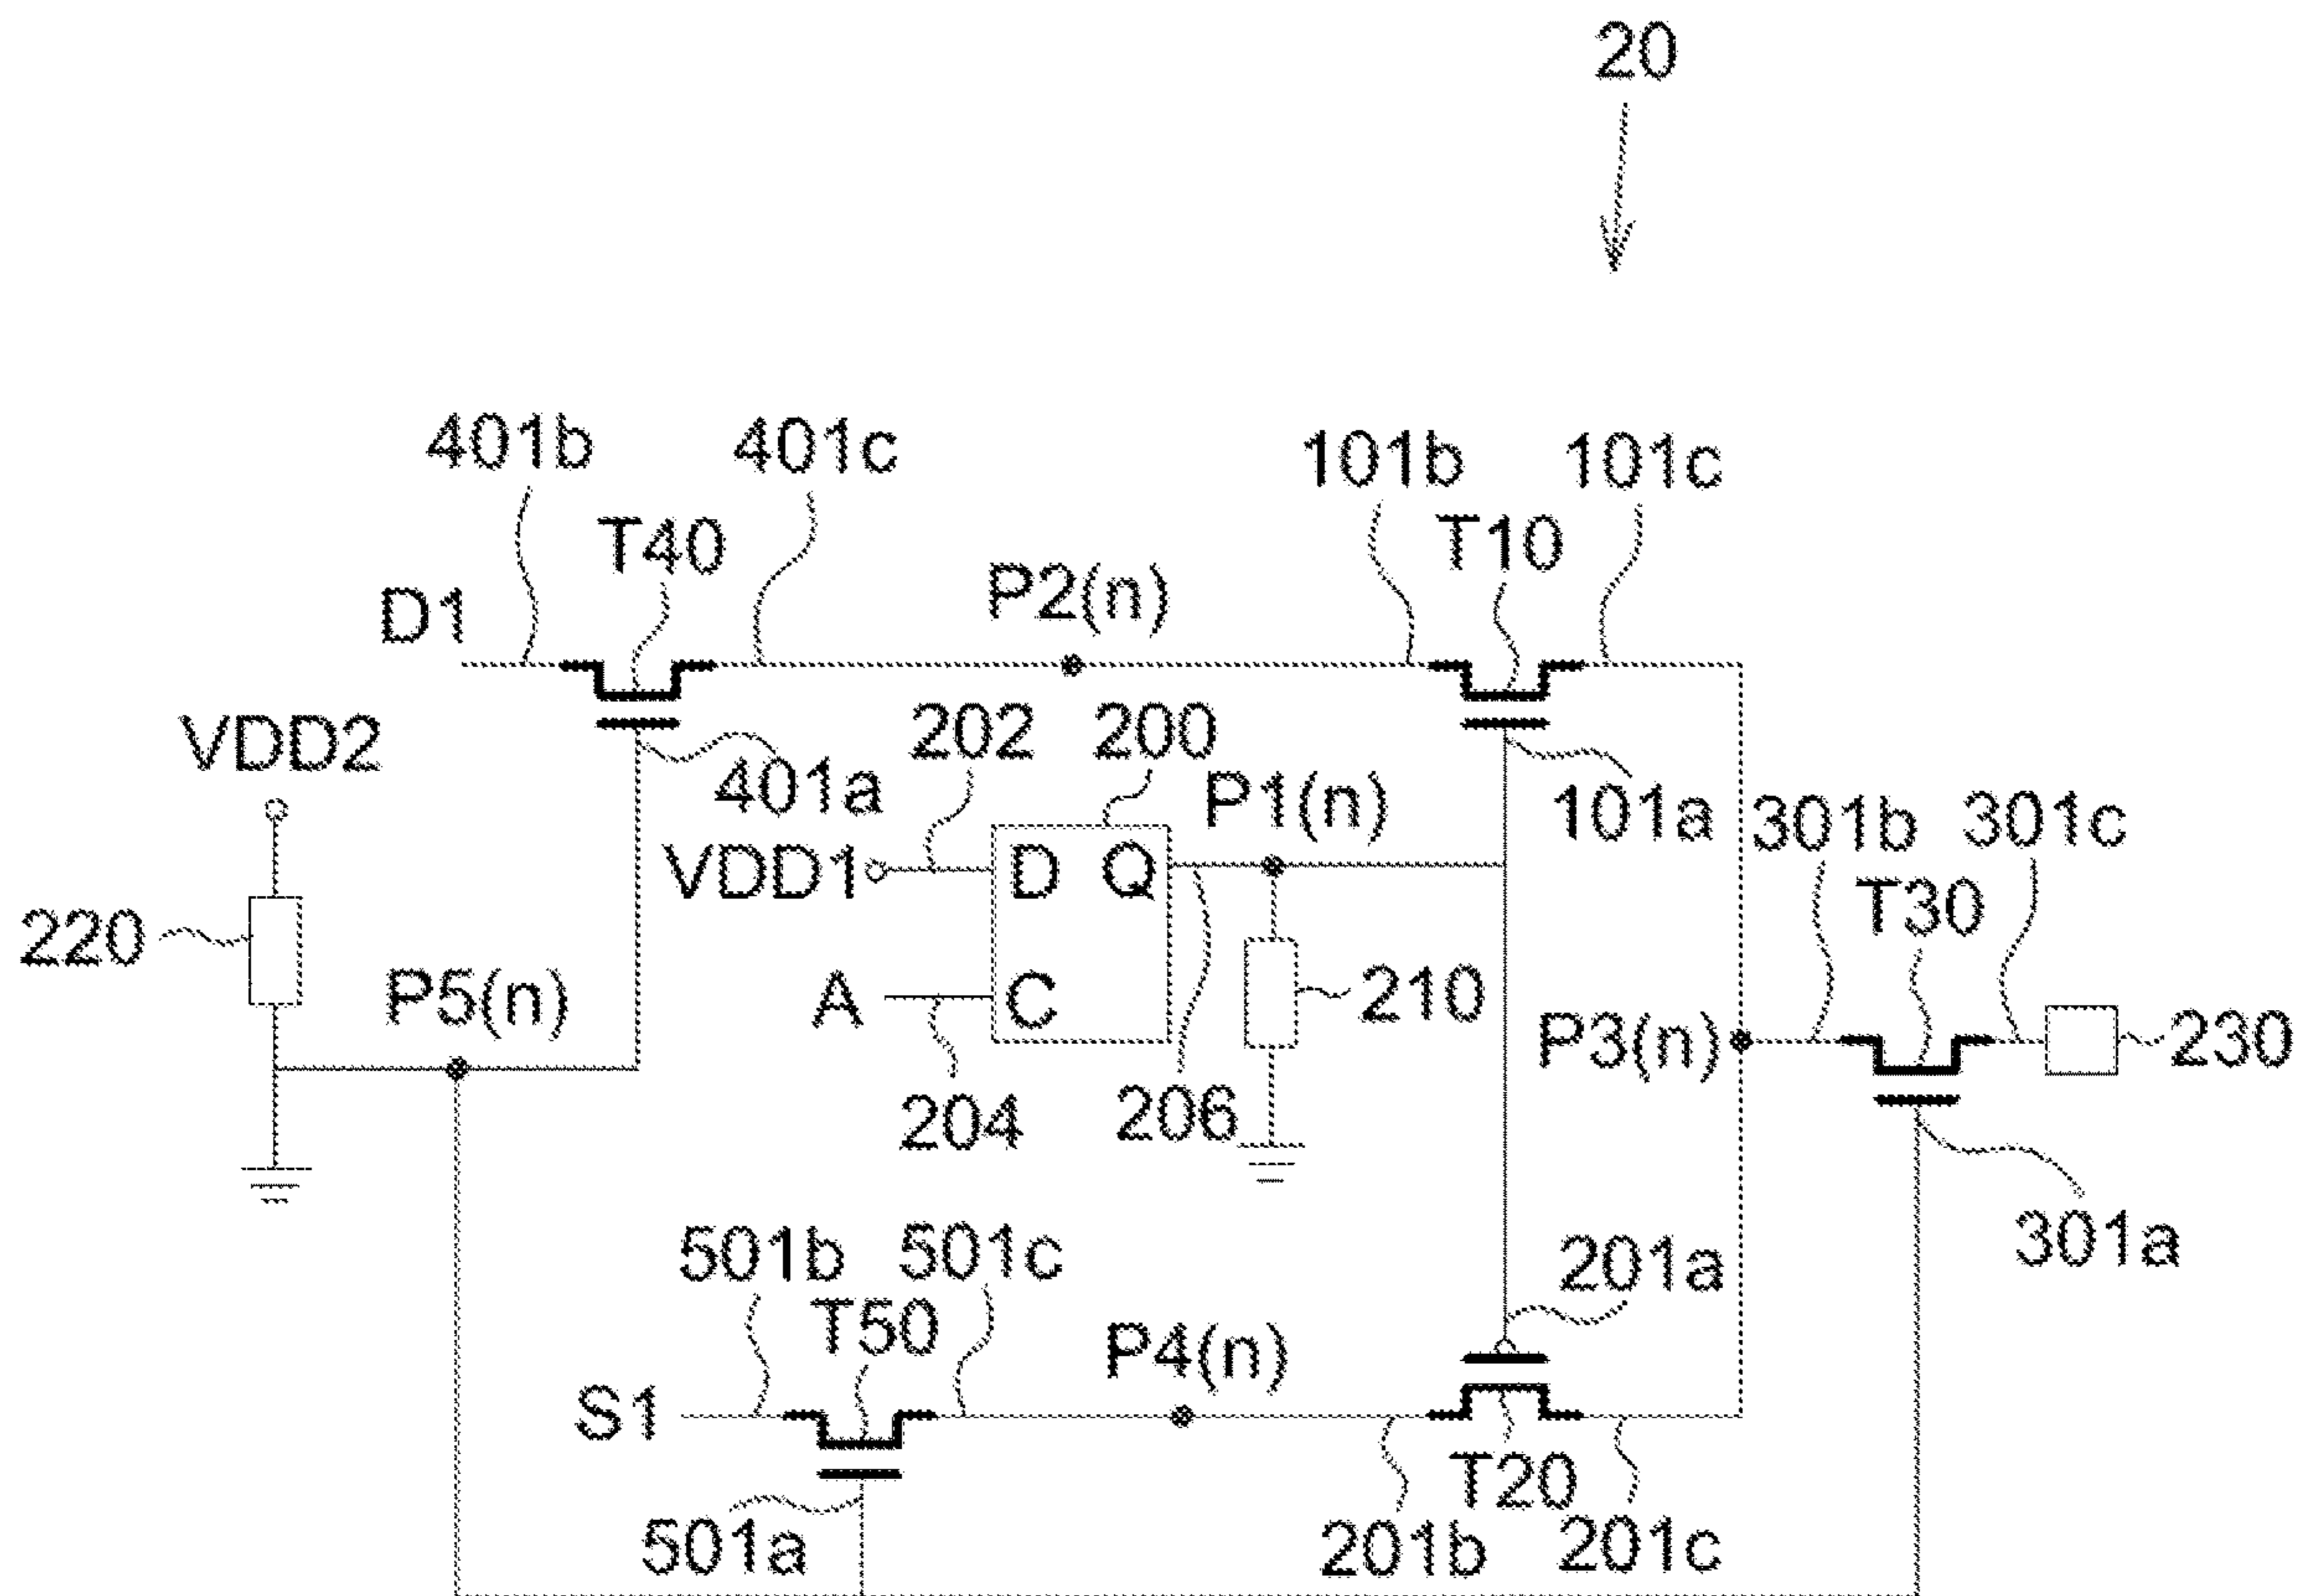 20
401b
401c
101b
101c
T40
T10
D1
P2(n)
VDD2
202
200
401a
P1(n)
101a
301b
301c
VDD1
D
Q
T30
220
P5(n)
A
C
210
P3(n)
230
204
206
301a
501b
501c
201a
T50
P4(n)
S1
T20
501a
201b
201c